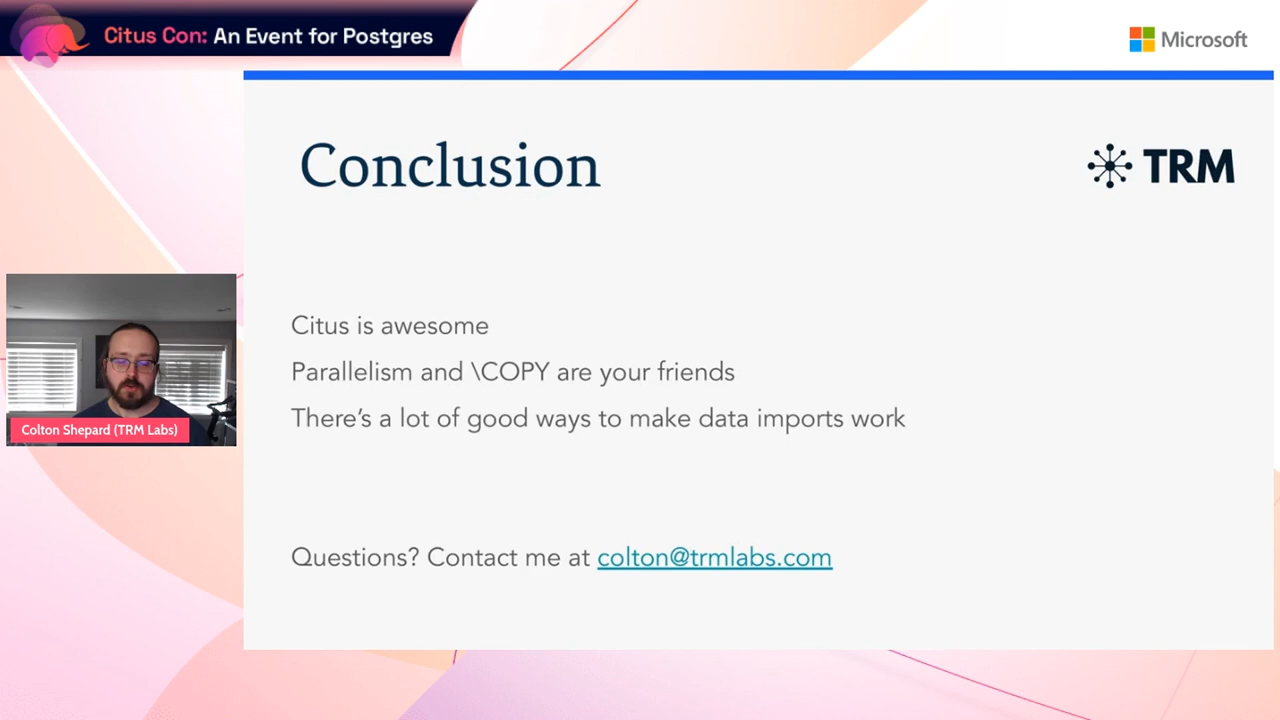 Citus Con: An Event for Postgres
Microsoft
Conclusion
TRM
Citus is awesome
Parallelism and \COPY are your friends
There’s a lot of good ways to make data imports work
Colton Shepard (TRM Labs)
Questions? Contact me at colton@trmlabs.com